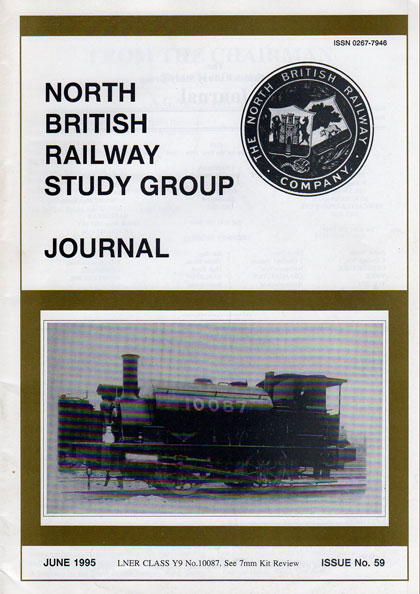 ISSN 0267-7946
NORTH
BRITISH
RAILWAY
STUDY GROUP
JOURNAL
THE NORTH BRITISH RAILWAY
COMPANY.
10087
JUNE 1995 LNER CLASS Y9 No.10087. See 7mm Kit Review ISSUE No. 59